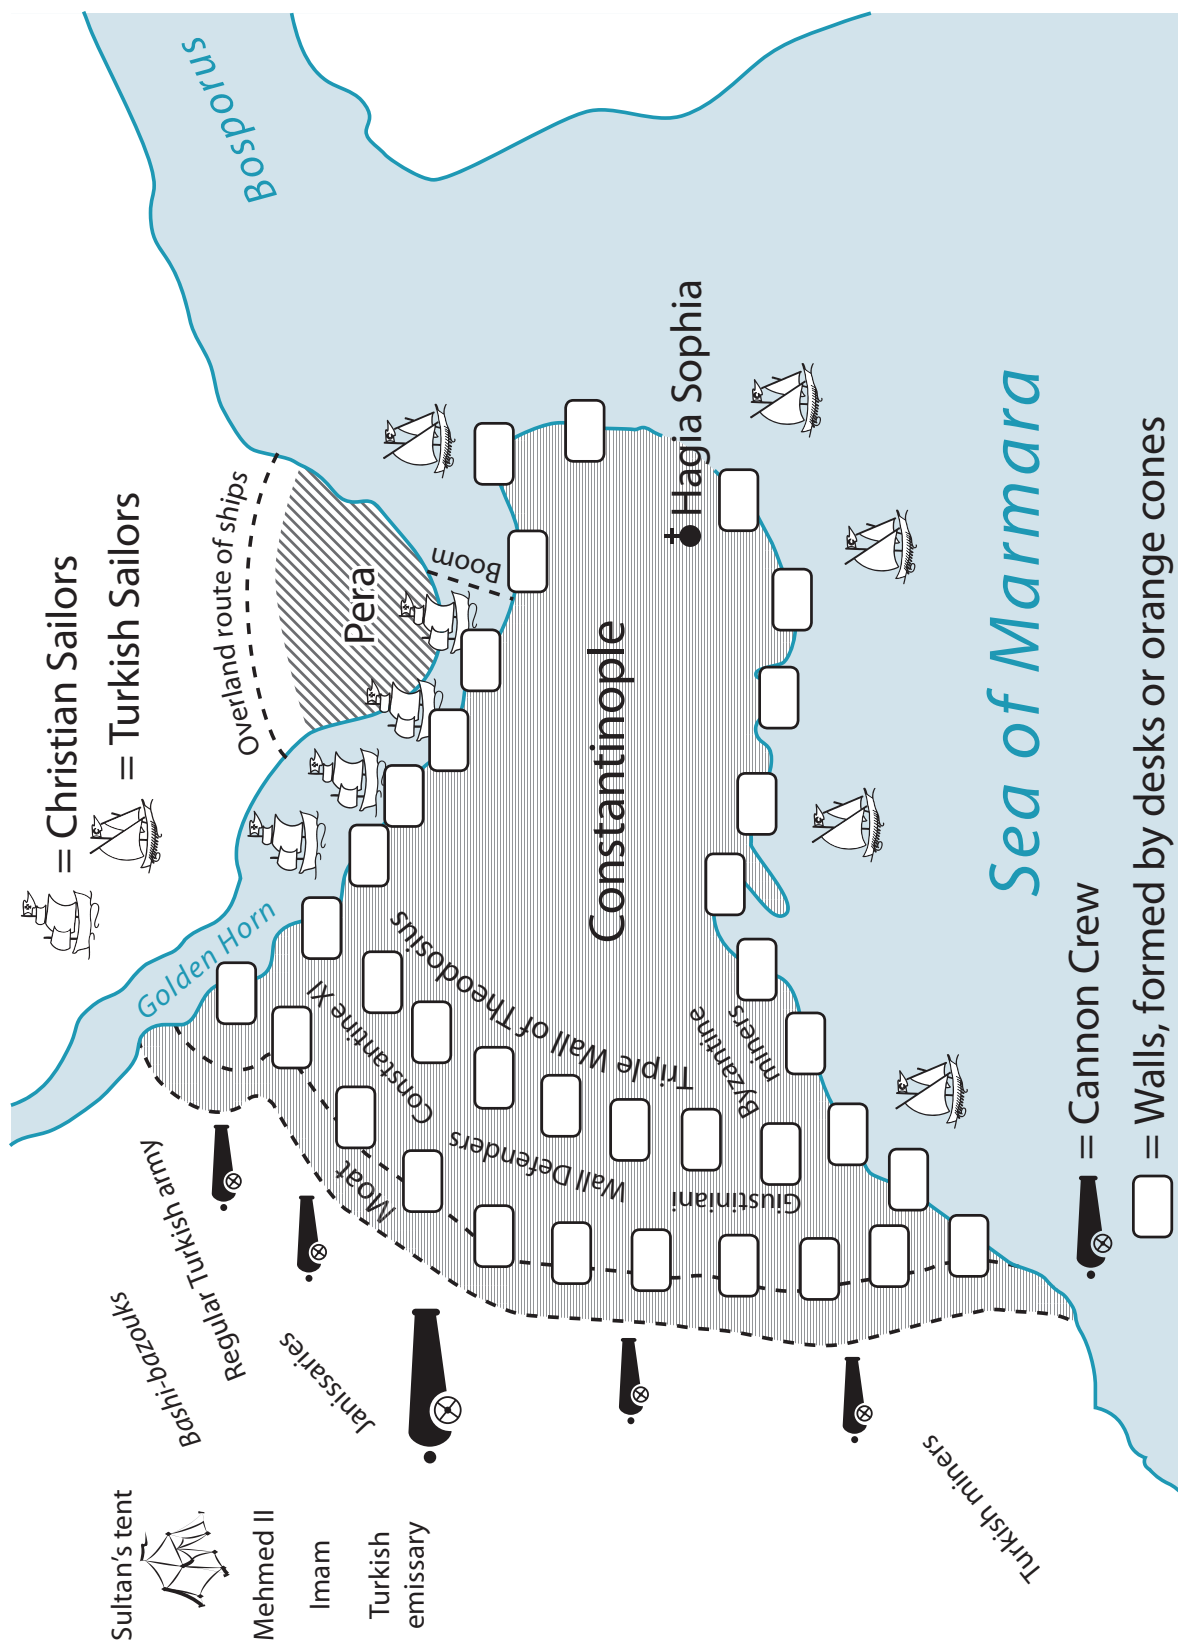 = Christian Sailors
= Turkish Sailors
Bosporus
Overland route of ships
Pera
Boom
Golden Horn
Hagia Sophia
Constantinople
Sea of Marmara
Triple Wall of Theodosius
Constantine XI
Byzantine
miners
Wall Defenders
Giustiniani
Moat
Regular Turkish army
Bashi-bazouks
Janissaries
Sultan’s tent
Mehmed II
Imam
Turkish
emissary
Turkish miners
= Cannon Crew
= Walls, formed by desks or orange cones